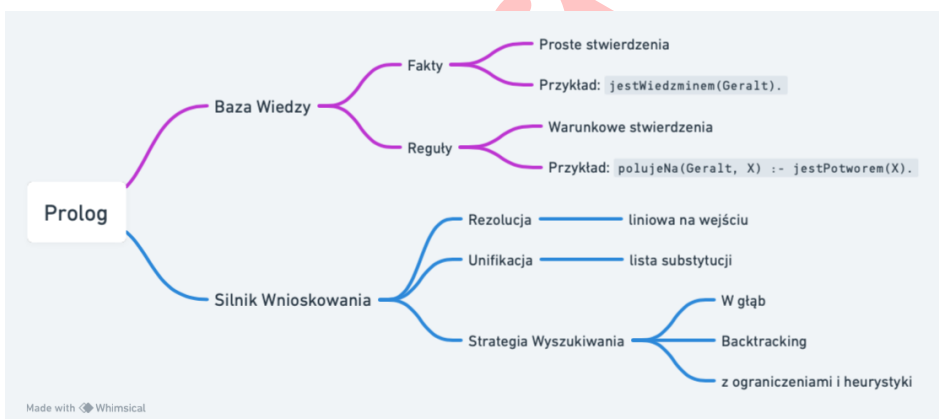 Prolog
Baza Wiedzy
Fakty
Proste stwierdzenia
Przykład: jestWiedzminem(Geralt).
Reguły
Warunkowe stwierdzenia
Przykład: polujeNa(Geralt, X) :- jestPotworem(X).
Silnik Wnioskowania
Rezolucja
liniowa na wejściu
Unifikacja
lista substytucji
Strategia Wyszukiwania
W głąb
Backtracking
z ograniczeniami i heurystyki
Made with Whimsical